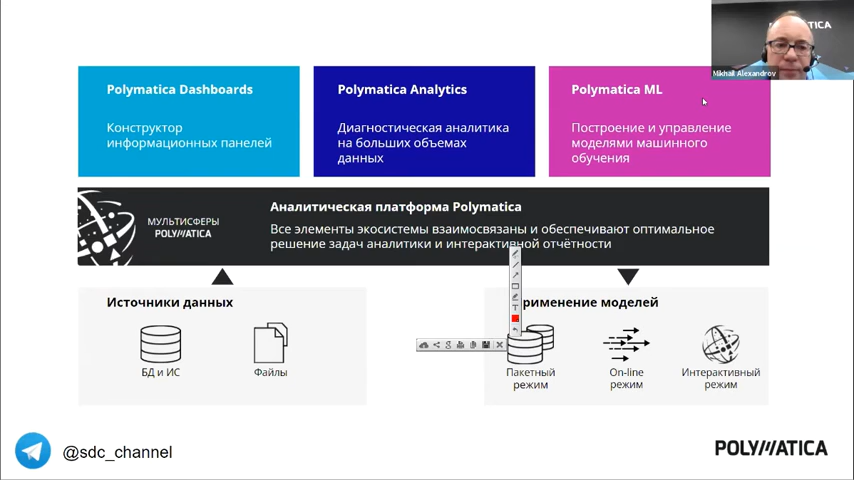 POLYMATICA
Mikhail Alexandrov
Polymatica Dashboards
Конструктор
информационных панелей
Polymatica Analytics
Диагностическая аналитика
на больших объемах
данных
Polymatica ML
Построение и управление
моделями машинного
обучения
МУЛЬТИСФЕРЫ
POLYMATICA
Аналитическая платформа Polymatica
Все элементы экосистемы взаимосвязаны и обеспечивают оптимальное
решение задач аналитики и интерактивной отчётности
Источники данных
БД и ИС
Файлы
рименение моделей
Пакетный
режим
On-line
режим
Интерактивный
режим
@sdc_channel
POLYMATICA